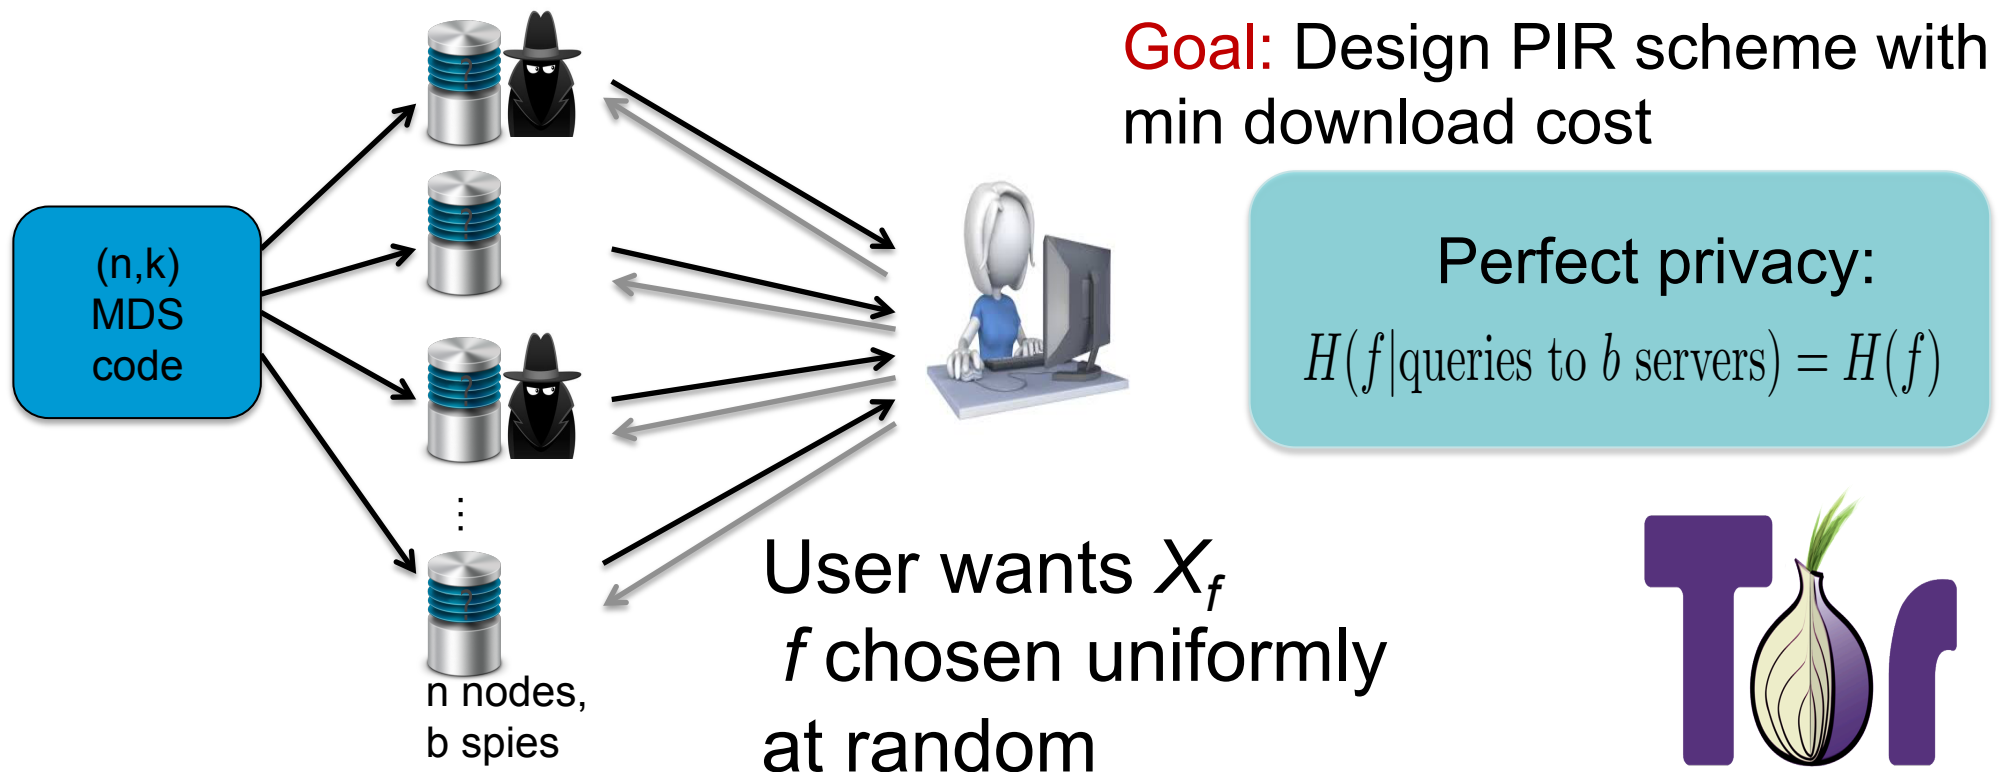 Goal: Design PIR scheme with
min download cost
(n,k)
MDS
code
Perfect privacy:
H(f|queries to b servers) = H(f)
⋮
User wants X_f
f chosen uniformly
at random
n nodes,
b spies
Tor